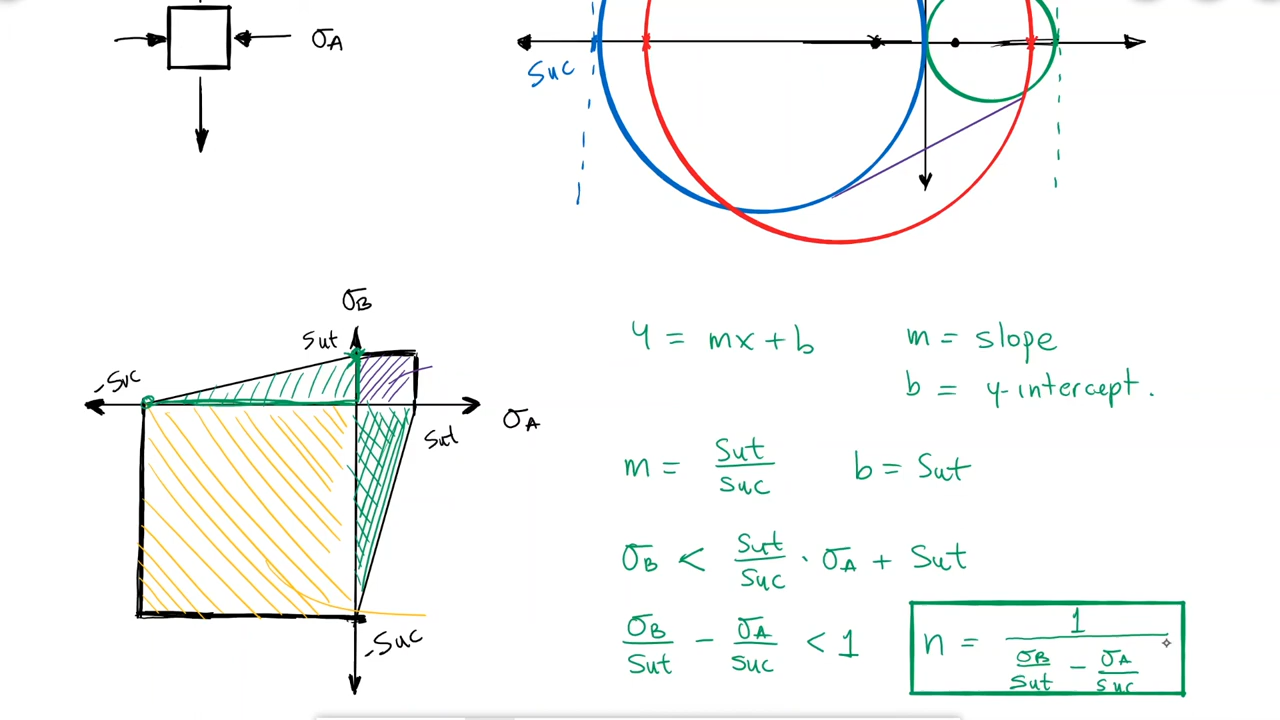 σA
Suc
σB
Sut
-Suc
σA
Sut
-Suc
y = mx + b
m = slope
b = y-intercept.
m = Sut/Suc
b = Sut
σB < Sut/Suc · σA + Sut
σB/Sut - σA/Suc < 1
n = 1/(σB/Sut - σA/Suc)